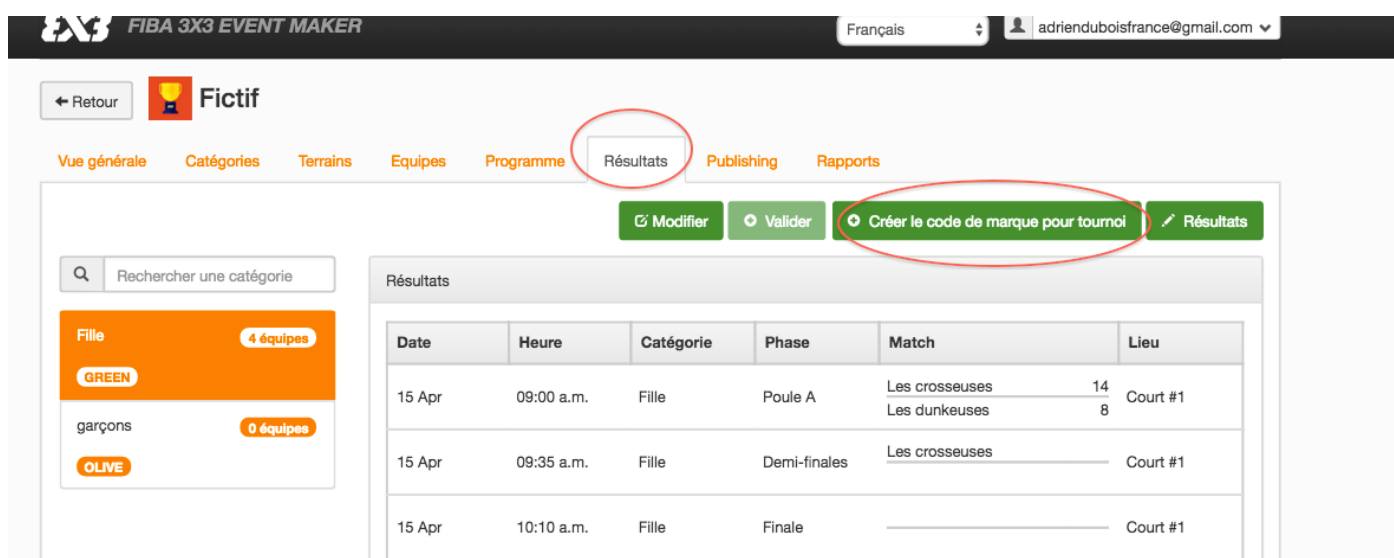 3X3 FIBA 3X3 EVENT MAKER
Français
adrienduboisfrance@gmail.com
Retour
Fictif
Vue générale Catégories Terrains Equipes Programme Résultats Publishing Rapports
Modifier Valider Créer le code de marque pour tournoi Résultats
Rechercher une catégorie
Résultats
Fille 4 équipes
GREEN
garçons 0 équipes
OLIVE
Date Heure Catégorie Phase Match Lieu
15 Apr 09:00 a.m. Fille Poule A Les crosseuses 14 Court #1
Les dunkeuses 8
15 Apr 09:35 a.m. Fille Demi-finales Les crosseuses Court #1
15 Apr 10:10 a.m. Fille Finale Court #1